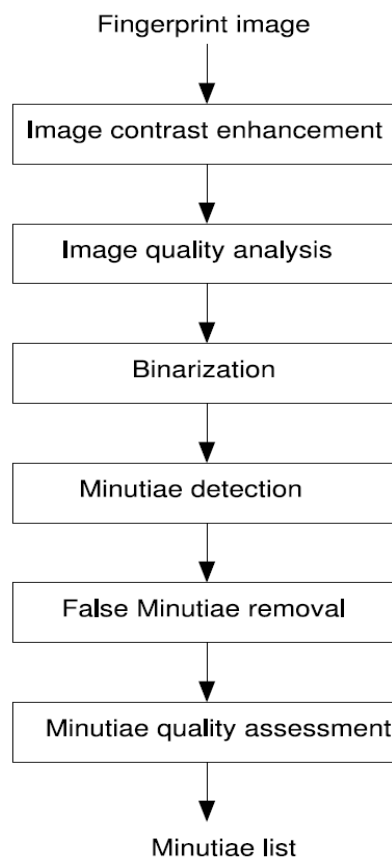 Fingerprint image
Image contrast enhancement
Image quality analysis
Binarization
Minutiae detection
False Minutiae removal
Minutiae quality assessment
Minutiae list